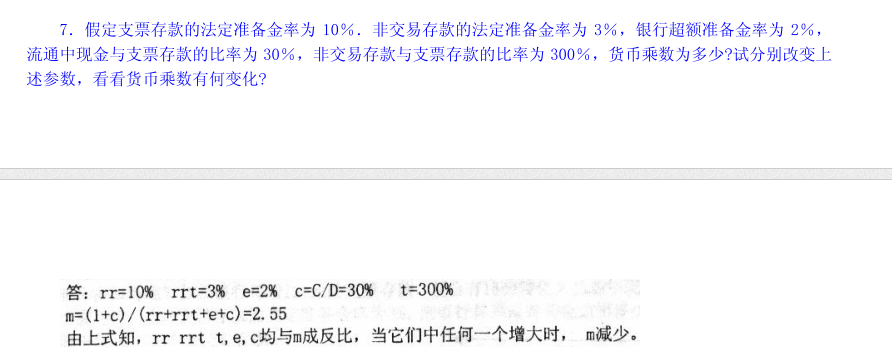 7. 假定支票存款的法定准备金率为 10%. 非交易存款的法定准备金率为 3%，银行超额准备金率为 2%，
流通中现金与支票存款的比率为 30%，非交易存款与支票存款的比率为 300%，货币乘数为多少?试分别改变上
述参数，看看货币乘数有何变化?
答：rr=10% rrt=3% e=2% c=C/D=30% t=300%
m=(1+c)/(rr+rrt+e+c)=2.55
由上式知，rr rrt t,e,c均与m成反比，当它们中任何一个增大时， m减少。